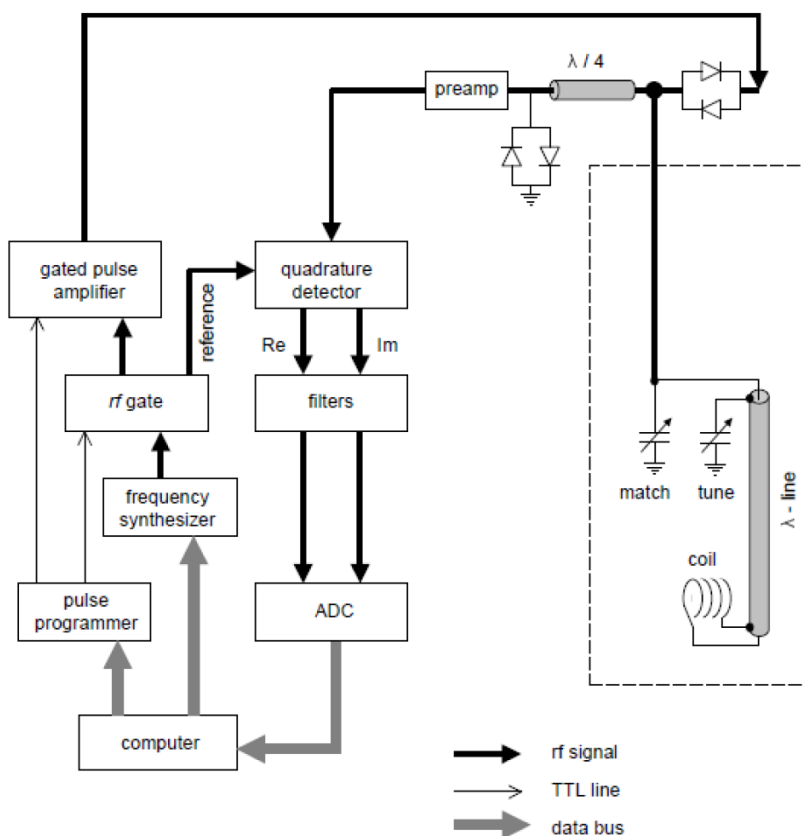 λ / 4
preamp
gated pulse
amplifier
quadrature
detector
reference
Re
Im
rf gate
filters
frequency
synthesizer
match
tune
λ - line
coil
pulse
programmer
ADC
computer
rf signal
TTL line
data bus